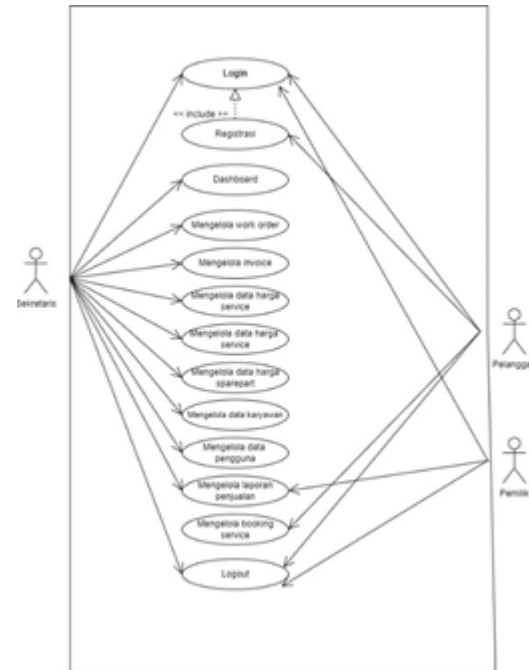 Login
<< include >>
Registrasi
Dashboard
Mengelola work order
Mengelola invoice
Mengelola data harga
service
Mengelola data harga
service
Mengelola data harga
sparepart
Mengelola data karyawan
Mengelola data
pengguna
Mengelola laporan
penjualan
Mengelola booking
service
Logout
Sekretaris
Pelangga
Pemilik